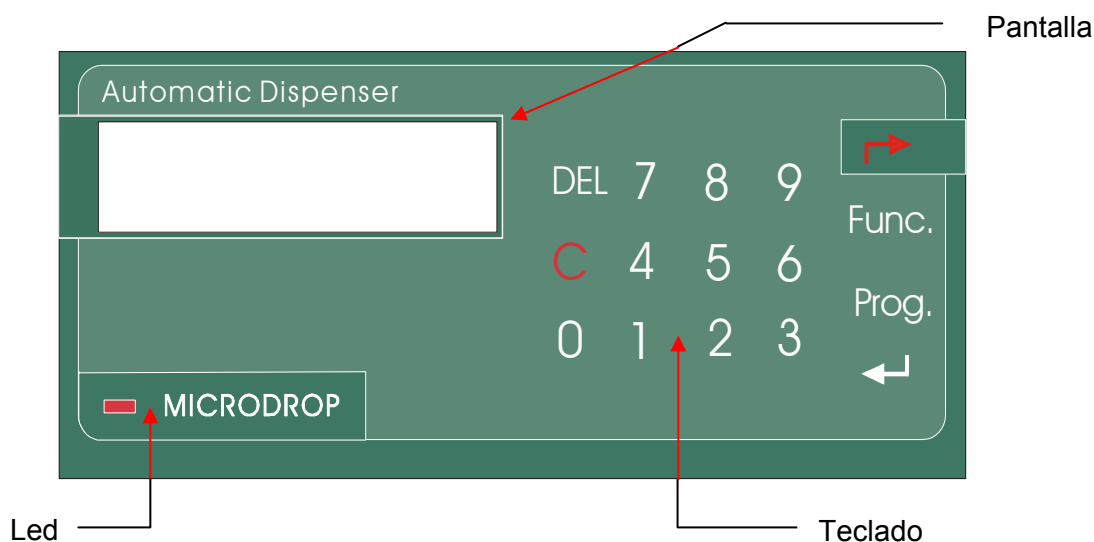 Pantalla
Automatic Dispenser
DEL 7 8 9
Func.
C 4 5 6
Prog.
0 1 2 3
MICRODROP
Led
Teclado